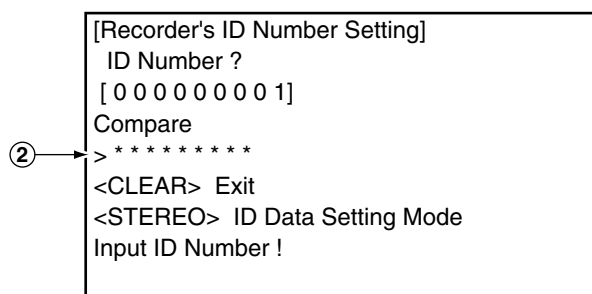 [Recorder's ID Number Setting]
ID Number ?
[ 0 0 0 0 0 0 0 0 1]
Compare
② > * * * * * * * * *
<CLEAR> Exit
<STEREO> ID Data Setting Mode
Input ID Number !